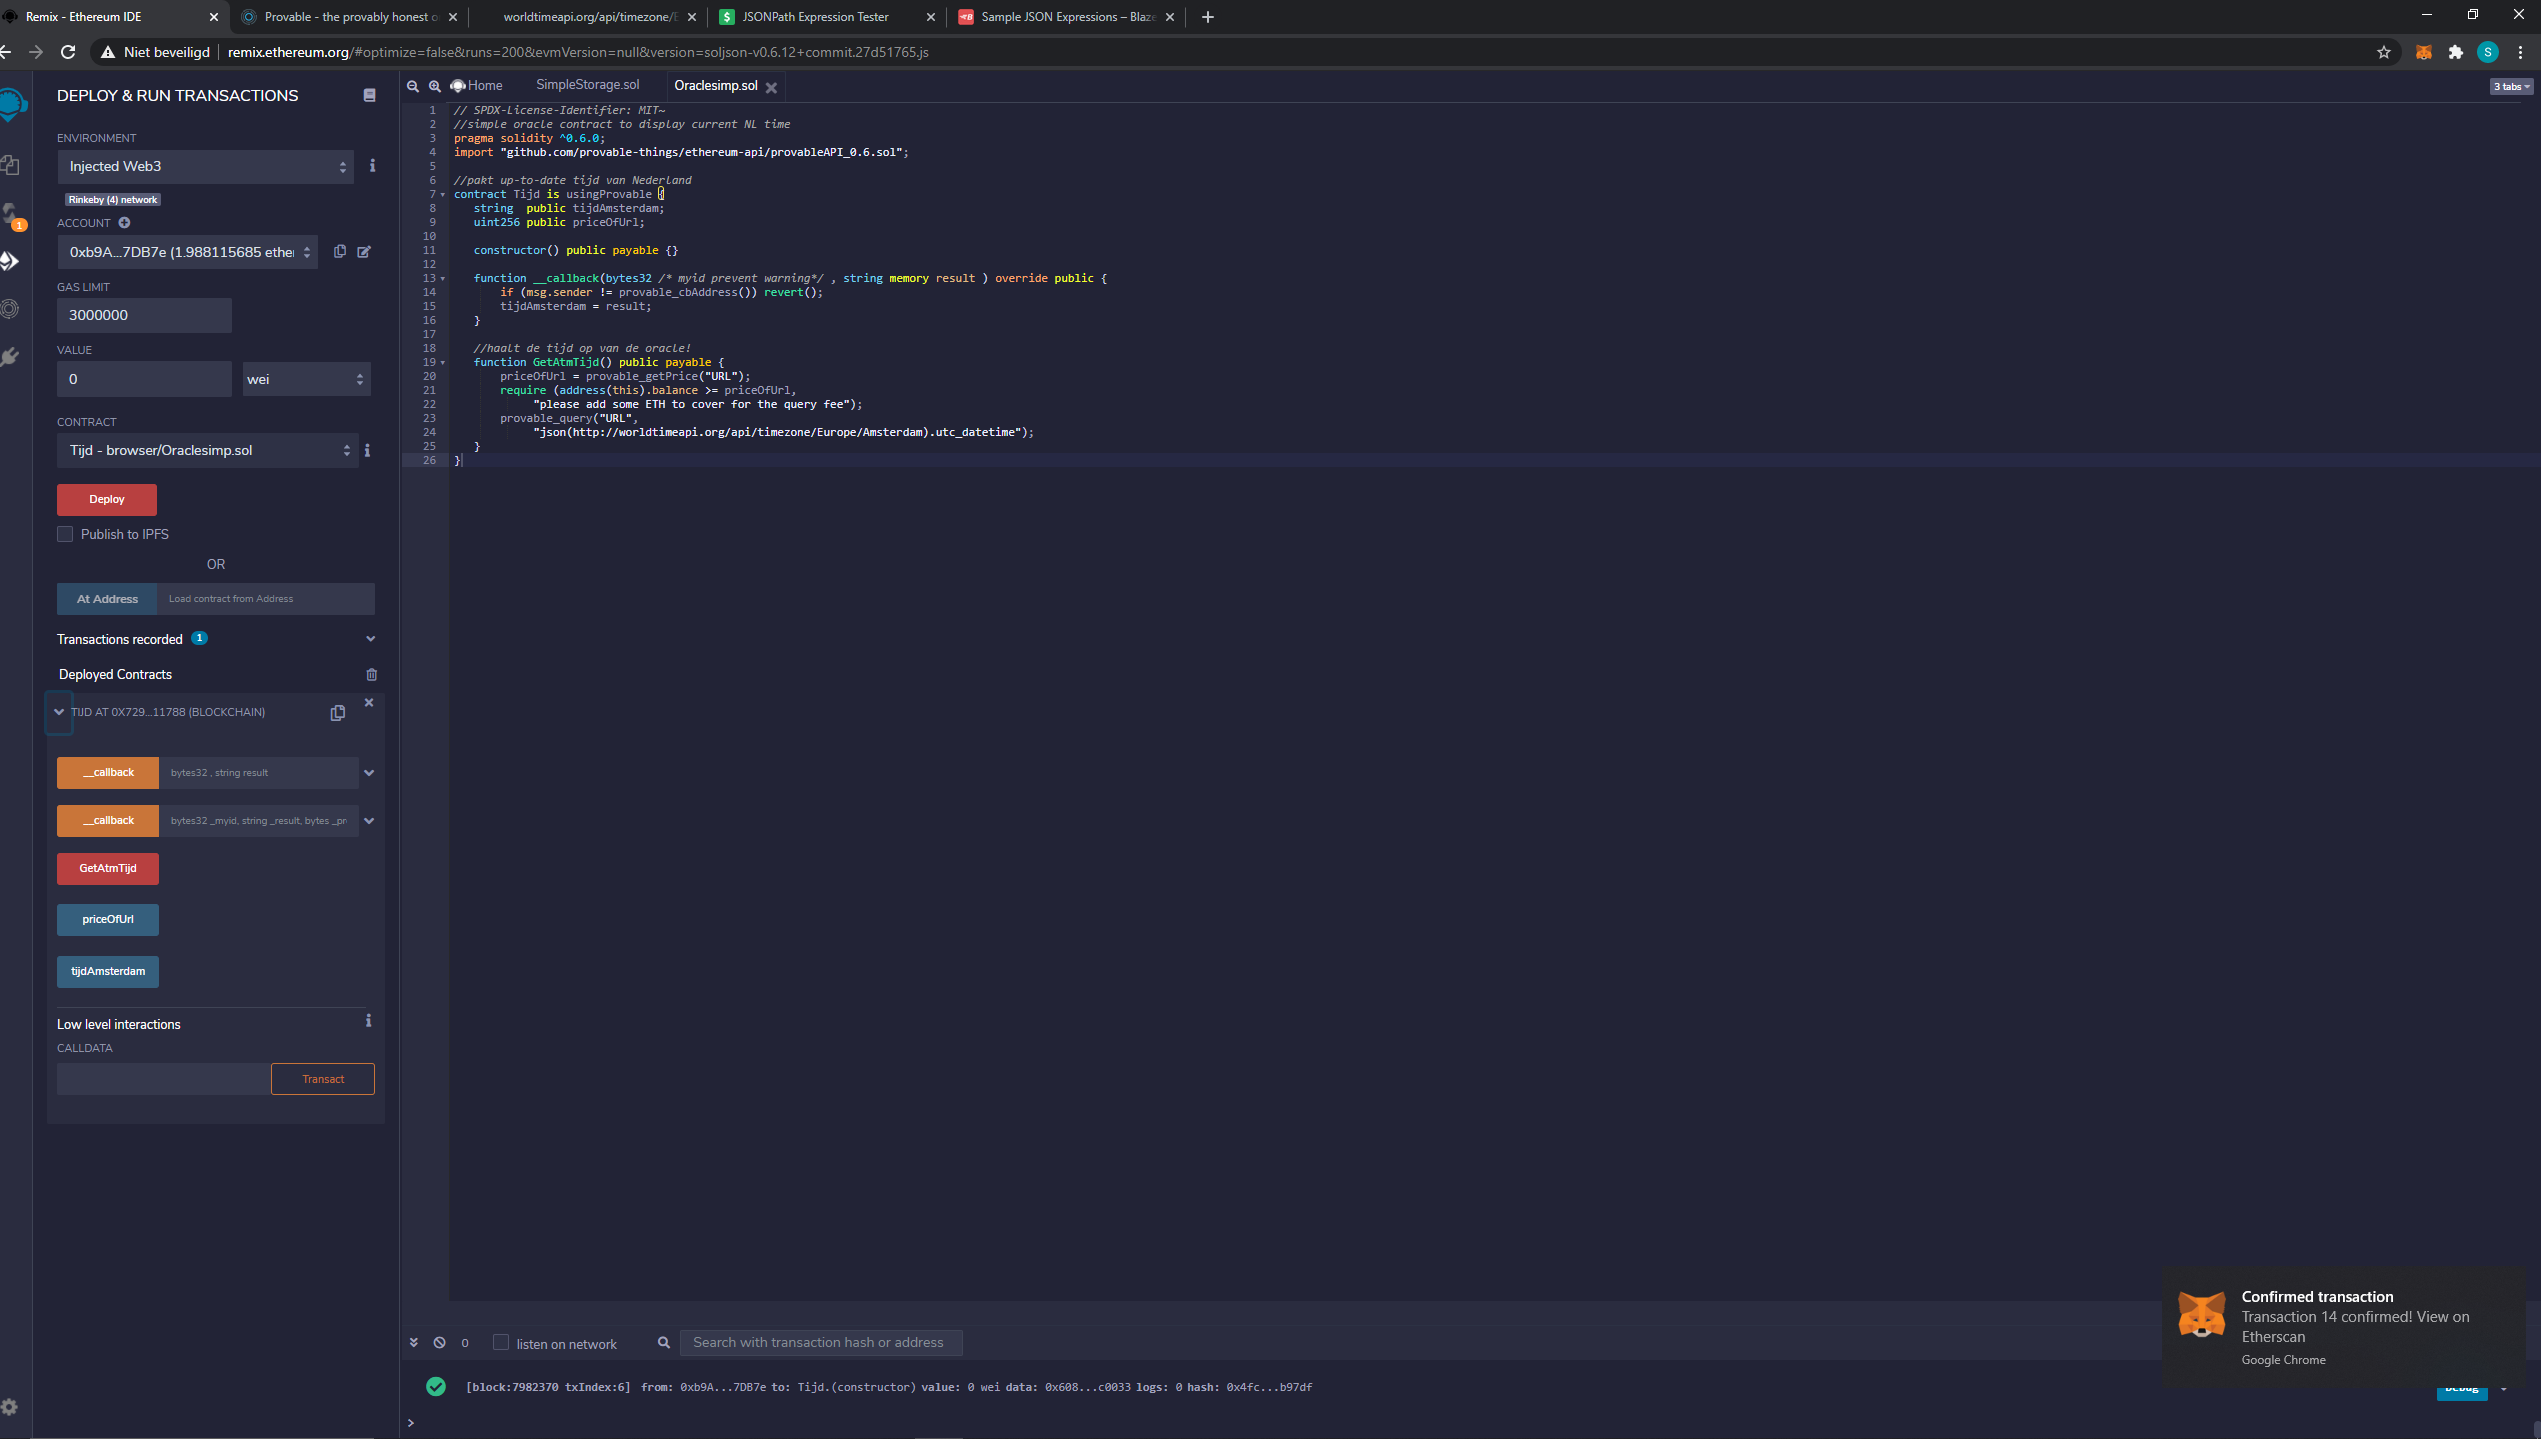 Remix - Ethereum IDE
Provable - the provably honest o
worldtimeapi.org/api/timezone/E
JSONPath Expression Tester
Sample JSON Expressions – Blaze
Niet beveiligd
remix.ethereum.org/#optimize=false&runs=200&evmVersion=null&version=soljson-v0.6.12+commit.27d51765.js
S
DEPLOY & RUN TRANSACTIONS
ENVIRONMENT
Injected Web3
Rinkeby (4) network
ACCOUNT
0xb9A...7DB7e (1.988115685 ether
GAS LIMIT
3000000
VALUE
0
wei
CONTRACT
Tijd - browser/Oraclesimp.sol
Deploy
Publish to IPFS
OR
At Address
Load contract from Address
Transactions recorded 1
Deployed Contracts
TIJD AT 0X729...11788 (BLOCKCHAIN)
__callback
bytes32 , string result
__callback
bytes32 _myid, string _result, bytes _pr
GetAtmTijd
priceOfUrl
tijdAmsterdam
Low level interactions
CALLDATA
Transact
1
Home
SimpleStorage.sol
Oraclesimp.sol
3 tabs
1 // SPDX-License-Identifier: MIT~
2 //simple oracle contract to display current NL time
3 pragma solidity ^0.6.0;
4 import "github.com/provable-things/ethereum-api/provableAPI_0.6.sol";
5
6 //pakt up-to-date tijd van Nederland
7 contract Tijd is usingProvable {
8 string  public tijdAmsterdam;
9 uint256 public priceOfUrl;
10
11 constructor() public payable {}
12
13 function __callback(bytes32 /* myid prevent warning*/ , string memory result ) override public {
14 if (msg.sender != provable_cbAddress()) revert();
15 tijdAmsterdam = result;
16 }
17
18 //haalt de tijd op van de oracle!
19 function GetAtmTijd() public payable {
20 priceOfUrl = provable_getPrice("URL");
21 require (address(this).balance >= priceOfUrl,
22 "please add some ETH to cover for the query fee");
23 provable_query("URL",
24 "json(http://worldtimeapi.org/api/timezone/Europe/Amsterdam).utc_datetime");
25 }
26 }
0
listen on network
Search with transaction hash or address
[block:7982370 txIndex:6] from: 0xb9A...7DB7e to: Tijd.(constructor) value: 0 wei data: 0x608...c0033 logs: 0 hash: 0x4fc...b97df
Debug
>
Confirmed transaction
Transaction 14 confirmed! View on
Etherscan
Google Chrome